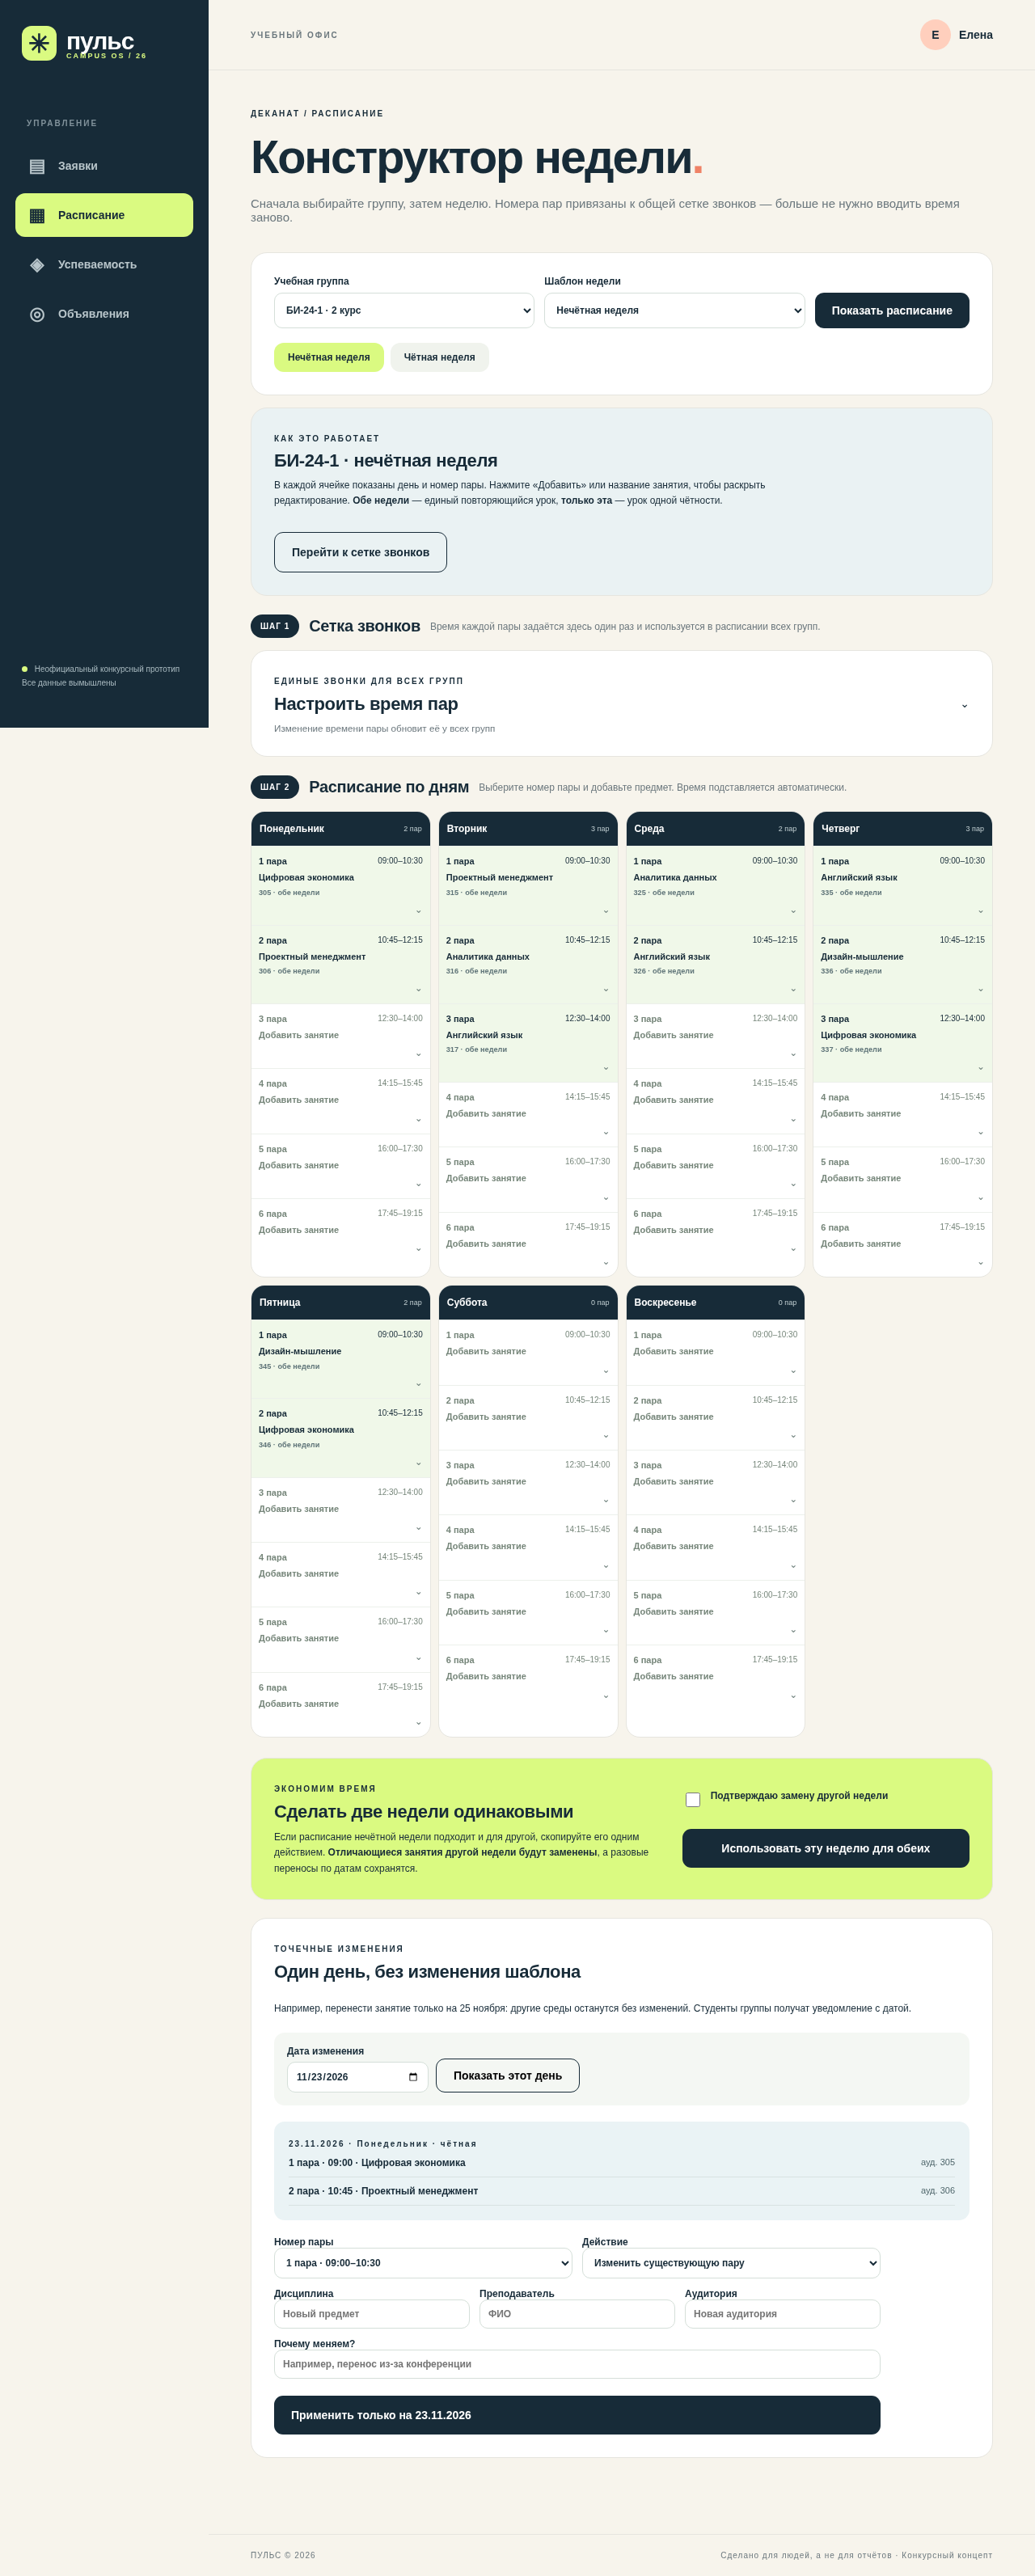 пульс
CAMPUS OS / 26
УПРАВЛЕНИЕ
Заявки
Расписание
Успеваемость
Объявления
Неофициальный конкурсный прототип
Все данные вымышлены
УЧЕБНЫЙ ОФИС
Е Елена
ДЕКАНАТ / РАСПИСАНИЕ
Конструктор недели.
Сначала выбирайте группу, затем неделю. Номера пар привязаны к общей сетке звонков — больше не нужно вводить время
заново.
Учебная группа
БИ-24-1 · 2 курс
Шаблон недели
Нечётная неделя
Показать расписание
Нечётная неделя
Чётная неделя
КАК ЭТО РАБОТАЕТ
БИ-24-1 · нечётная неделя
В каждой ячейке показаны день и номер пары. Нажмите «Добавить» или название занятия, чтобы раскрыть
редактирование. Обе недели — единый повторяющийся урок, только эта — урок одной чётности.
Перейти к сетке звонков
ШАГ 1 Сетка звонков Время каждой пары задаётся здесь один раз и используется в расписании всех групп.
ЕДИНЫЕ ЗВОНКИ ДЛЯ ВСЕХ ГРУПП
Настроить время пар
Изменение времени пары обновит её у всех групп
ШАГ 2 Расписание по дням Выберите номер пары и добавьте предмет. Время подставляется автоматически.
Понедельник 2 пар
1 пара 09:00–10:30
Цифровая экономика
305 · обе недели
2 пара 10:45–12:15
Проектный менеджмент
306 · обе недели
3 пара 12:30–14:00
Добавить занятие
4 пара 14:15–15:45
Добавить занятие
5 пара 16:00–17:30
Добавить занятие
6 пара 17:45–19:15
Добавить занятие
Вторник 3 пар
1 пара 09:00–10:30
Проектный менеджмент
315 · обе недели
2 пара 10:45–12:15
Аналитика данных
316 · обе недели
3 пара 12:30–14:00
Английский язык
317 · обе недели
4 пара 14:15–15:45
Добавить занятие
5 пара 16:00–17:30
Добавить занятие
6 пара 17:45–19:15
Добавить занятие
Среда 2 пар
1 пара 09:00–10:30
Аналитика данных
325 · обе недели
2 пара 10:45–12:15
Английский язык
326 · обе недели
3 пара 12:30–14:00
Добавить занятие
4 пара 14:15–15:45
Добавить занятие
5 пара 16:00–17:30
Добавить занятие
6 пара 17:45–19:15
Добавить занятие
Четверг 3 пар
1 пара 09:00–10:30
Английский язык
335 · обе недели
2 пара 10:45–12:15
Дизайн-мышление
336 · обе недели
3 пара 12:30–14:00
Цифровая экономика
337 · обе недели
4 пара 14:15–15:45
Добавить занятие
5 пара 16:00–17:30
Добавить занятие
6 пара 17:45–19:15
Добавить занятие
Пятница 2 пар
1 пара 09:00–10:30
Дизайн-мышление
345 · обе недели
2 пара 10:45–12:15
Цифровая экономика
346 · обе недели
3 пара 12:30–14:00
Добавить занятие
4 пара 14:15–15:45
Добавить занятие
5 пара 16:00–17:30
Добавить занятие
6 пара 17:45–19:15
Добавить занятие
Суббота 0 пар
1 пара 09:00–10:30
Добавить занятие
2 пара 10:45–12:15
Добавить занятие
3 пара 12:30–14:00
Добавить занятие
4 пара 14:15–15:45
Добавить занятие
5 пара 16:00–17:30
Добавить занятие
6 пара 17:45–19:15
Добавить занятие
Воскресенье 0 пар
1 пара 09:00–10:30
Добавить занятие
2 пара 10:45–12:15
Добавить занятие
3 пара 12:30–14:00
Добавить занятие
4 пара 14:15–15:45
Добавить занятие
5 пара 16:00–17:30
Добавить занятие
6 пара 17:45–19:15
Добавить занятие
ЭКОНОМИМ ВРЕМЯ
Сделать две недели одинаковыми
Если расписание нечётной недели подходит и для другой, скопируйте его одним
действием. Отличающиеся занятия другой недели будут заменены, а разовые
переносы по датам сохранятся.
Подтверждаю замену другой недели
Использовать эту неделю для обеих
ТОЧЕЧНЫЕ ИЗМЕНЕНИЯ
Один день, без изменения шаблона
Например, перенести занятие только на 25 ноября: другие среды останутся без изменений. Студенты группы получат уведомление с датой.
Дата изменения
11/23/2026
Показать этот день
23.11.2026 · Понедельник · чётная
1 пара · 09:00 · Цифровая экономика ауд. 305
2 пара · 10:45 · Проектный менеджмент ауд. 306
Номер пары
1 пара · 09:00–10:30
Действие
Изменить существующую пару
Дисциплина
Новый предмет
Преподаватель
ФИО
Аудитория
Новая аудитория
Почему меняем?
Например, перенос из-за конференции
Применить только на 23.11.2026
ПУЛЬС © 2026
Сделано для людей, а не для отчётов · Конкурсный концепт